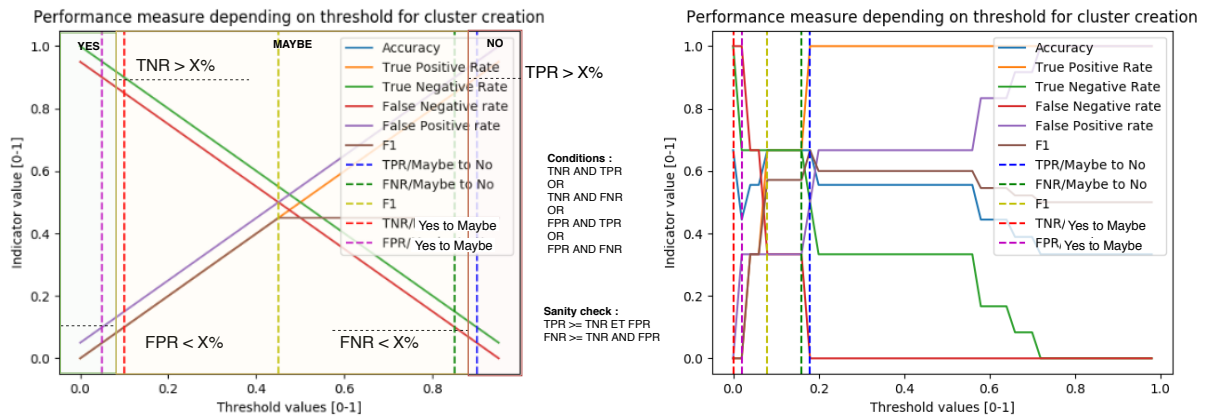 Performance measure depending on threshold for cluster creation
YES
MAYBE
NO
TNR > X%
TPR > X%
FPR < X%
FNR < X%
Accuracy
True Positive Rate
True Negative Rate
False Negative Rate
False Positive rate
F1
TPR/Maybe to No
FNR/Maybe to No
F1
TNR/ Yes to Maybe
FPR/ Yes to Maybe
Indicator value [0-1]
1.0
0.8
0.6
0.4
0.2
0.0
0.0
0.2
0.4
0.6
0.8
Threshold values [0-1]
Conditions :
TNR AND TPR
OR
TNR AND FNR
OR
FPR AND TPR
OR
FPR AND FNR
Sanity check :
TPR >= TNR ET FPR
FNR >= TNR AND FPR
Performance measure depending on threshold for cluster creation
Accuracy
True Positive Rate
True Negative Rate
False Negative rate
False Positive rate
F1
TPR/Maybe to No
FNR/Maybe to No
F1
TNR/ Yes to Maybe
FPR, Yes to Maybe
Indicator value [0-1]
1.0
0.8
0.6
0.4
0.2
0.0
0.0
0.2
0.4
0.6
0.8
1.0
Threshold values [0-1]